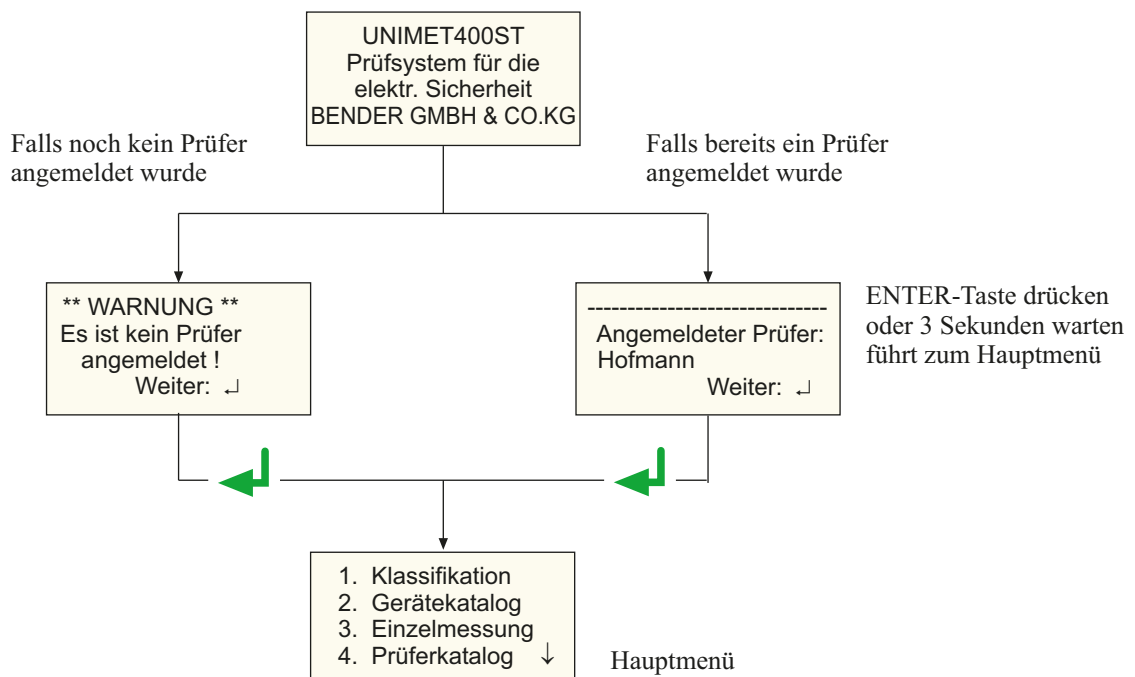 UNIMET400ST
Prüfsystem für die
elektr. Sicherheit
BENDER GMBH & CO.KG
Falls noch kein Prüfer
angemeldet wurde
Falls bereits ein Prüfer
angemeldet wurde
** WARNUNG **
Es ist kein Prüfer
angemeldet !
Weiter: ↵
------------------------------
Angemeldeter Prüfer:
Hofmann
Weiter: ↵
ENTER-Taste drücken
oder 3 Sekunden warten
führt zum Hauptmenü
1. Klassifikation
2. Gerätekatalog
3. Einzelmessung
4. Prüferkatalog ↓
Hauptmenü